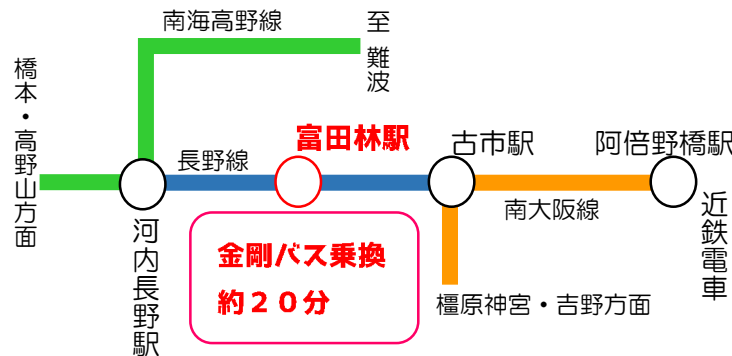 南海高野線
至 難波
橋本・高野山方面
富田林駅
古市駅
阿倍野橋駅
長野線
南大阪線
近鉄電車
河内長野駅
金剛バス乗換
約２０分
橿原神宮・吉野方面